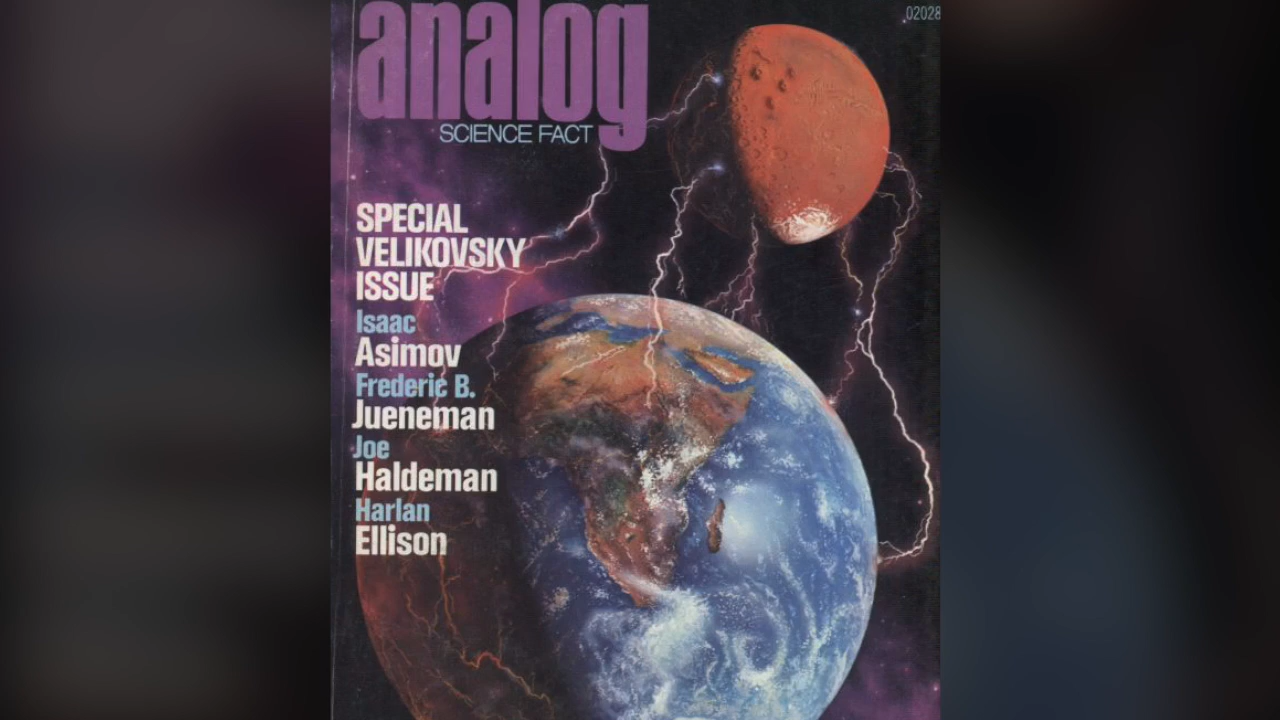 analog
02028
SCIENCE FACT
SPECIAL
VELIKOVSKY
ISSUE
Isaac
Asimov
Frederic B.
Jueneman
Joe
Haldeman
Harlan
Ellison